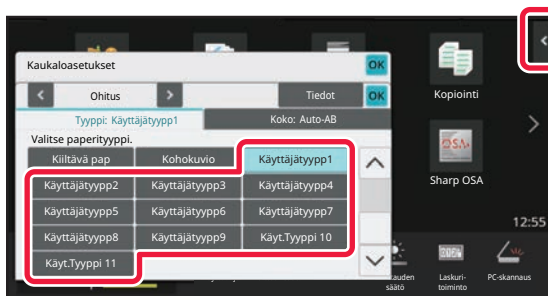 Kaukaloasetukset
OK
Ohitus
Tiedot
OK
Tyyppi: Käyttäjätyypp1
Koko: Auto-AB
Valitse paperityyppi.
Kiiltävä pap
Kohokuvio
Käyttäjätyypp1
Käyttäjätyypp2
Käyttäjätyypp3
Käyttäjätyypp4
Käyttäjätyypp5
Käyttäjätyypp6
Käyttäjätyypp7
Käyttäjätyypp8
Käyttäjätyypp9
Käyt.Tyyppi 10
Käyt.Tyyppi 11
Kopiointi
OSA
Sharp OSA
12:55
säätö
Laskuri-
toiminto
PC-skannaus